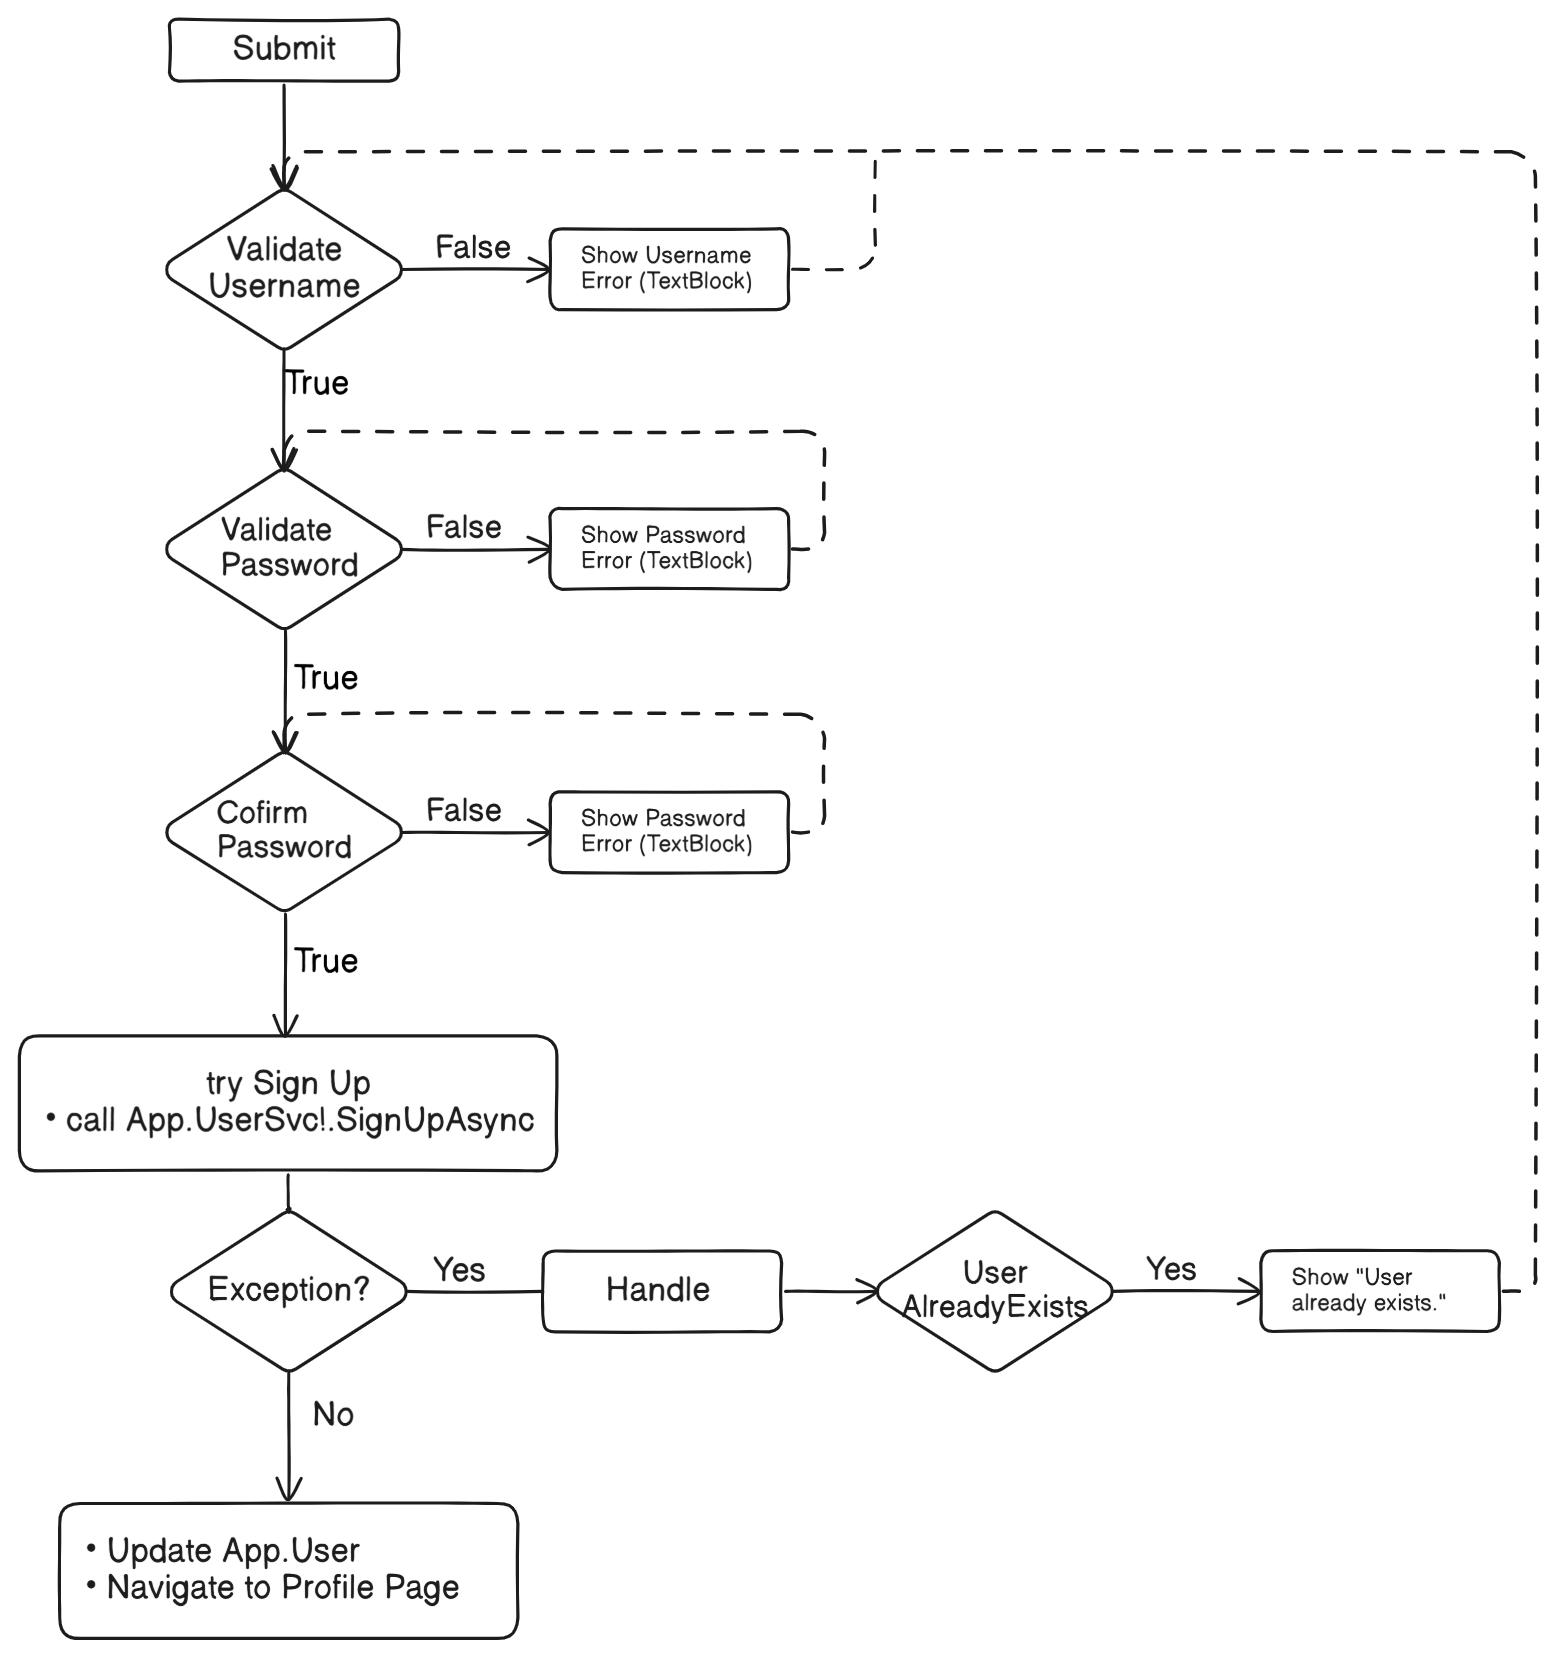 Submit
Validate
Username
False
Show Username
Error (TextBlock)
True
Validate
Password
False
Show Password
Error (TextBlock)
True
Cofirm
Password
False
Show Password
Error (TextBlock)
True
try Sign Up
• call App.UserSvc!.SignUpAsync
Exception?
Yes
Handle
User
AlreadyExists
Yes
Show "User
already exists."
No
• Update App.User
• Navigate to Profile Page